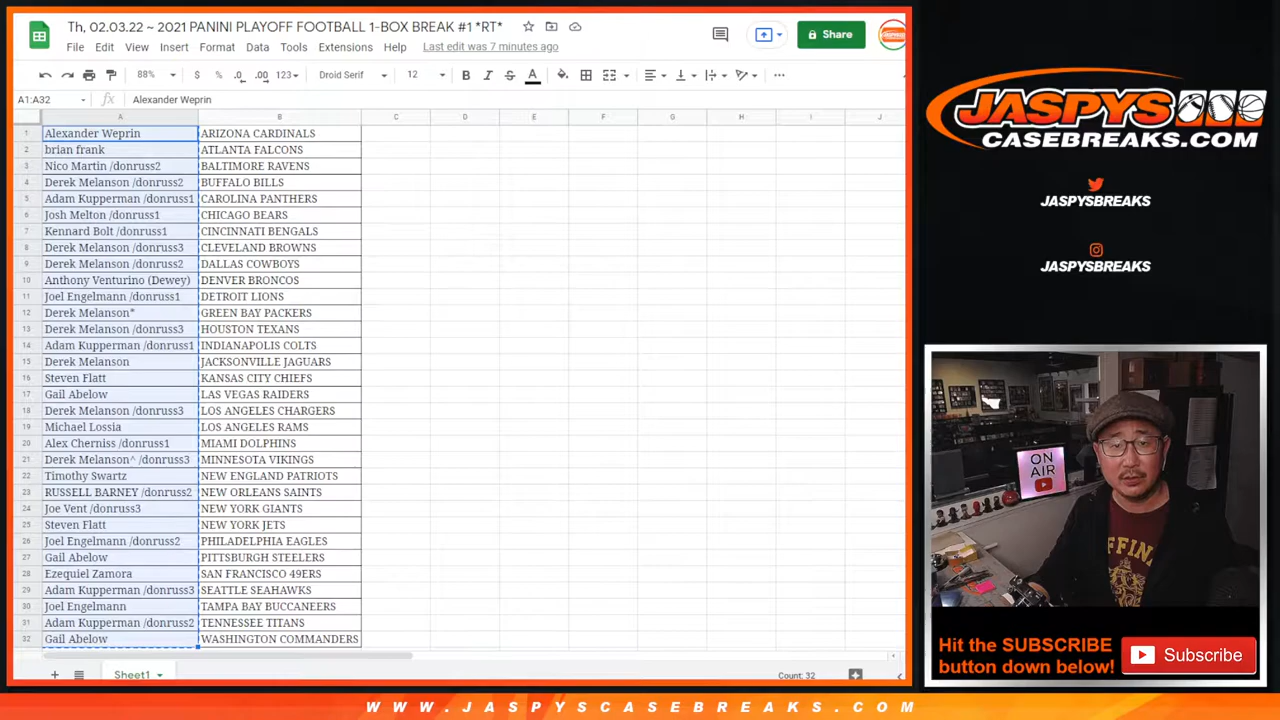 Th, 02.03.22 ~ 2021 PANINI PLAYOFF FOOTBALL 1-BOX BREAK #1 *RT*
File Edit View Insert Format Data Tools Extensions Help Last edit was 7 minutes ago
Share
88% $ % .0 .00 123 Droid Serif 12 B I S A
A1:A32 fx Alexander Weprin
A B C D E F G H I J
1 Alexander Weprin ARIZONA CARDINALS
2 brian frank ATLANTA FALCONS
3 Nico Martin /donruss2 BALTIMORE RAVENS
4 Derek Melanson /donruss2 BUFFALO BILLS
5 Adam Kupperman /donruss1 CAROLINA PANTHERS
6 Josh Melton /donruss1 CHICAGO BEARS
7 Kennard Bolt /donruss1 CINCINNATI BENGALS
8 Derek Melanson /donruss3 CLEVELAND BROWNS
9 Derek Melanson /donruss2 DALLAS COWBOYS
10 Anthony Venturino (Dewey) DENVER BRONCOS
11 Joel Engelmann /donruss1 DETROIT LIONS
12 Derek Melanson* GREEN BAY PACKERS
13 Derek Melanson /donruss3 HOUSTON TEXANS
14 Adam Kupperman /donruss1 INDIANAPOLIS COLTS
15 Derek Melanson JACKSONVILLE JAGUARS
16 Steven Flatt KANSAS CITY CHIEFS
17 Gail Abelow LAS VEGAS RAIDERS
18 Derek Melanson /donruss3 LOS ANGELES CHARGERS
19 Michael Lossia LOS ANGELES RAMS
20 Alex Cherniss /donruss1 MIAMI DOLPHINS
21 Derek Melanson^ /donruss3 MINNESOTA VIKINGS
22 Timothy Swartz NEW ENGLAND PATRIOTS
23 RUSSELL BARNEY /donruss2 NEW ORLEANS SAINTS
24 Joe Vent /donruss3 NEW YORK GIANTS
25 Steven Flatt NEW YORK JETS
26 Joel Engelmann /donruss2 PHILADELPHIA EAGLES
27 Gail Abelow PITTSBURGH STEELERS
28 Ezequiel Zamora SAN FRANCISCO 49ERS
29 Adam Kupperman /donruss3 SEATTLE SEAHAWKS
30 Joel Engelmann TAMPA BAY BUCCANEERS
31 Adam Kupperman /donruss2 TENNESSEE TITANS
32 Gail Abelow WASHINGTON COMMANDERS
Sheet1 Count: 32
JASPYS
CASEBREAKS.COM
JASPYSBREAKS
JASPYSBREAKS
ON
AIR
Hit the SUBSCRIBE
button down below!
Subscribe
WWW.JASPYSCASEBREAKS.COM